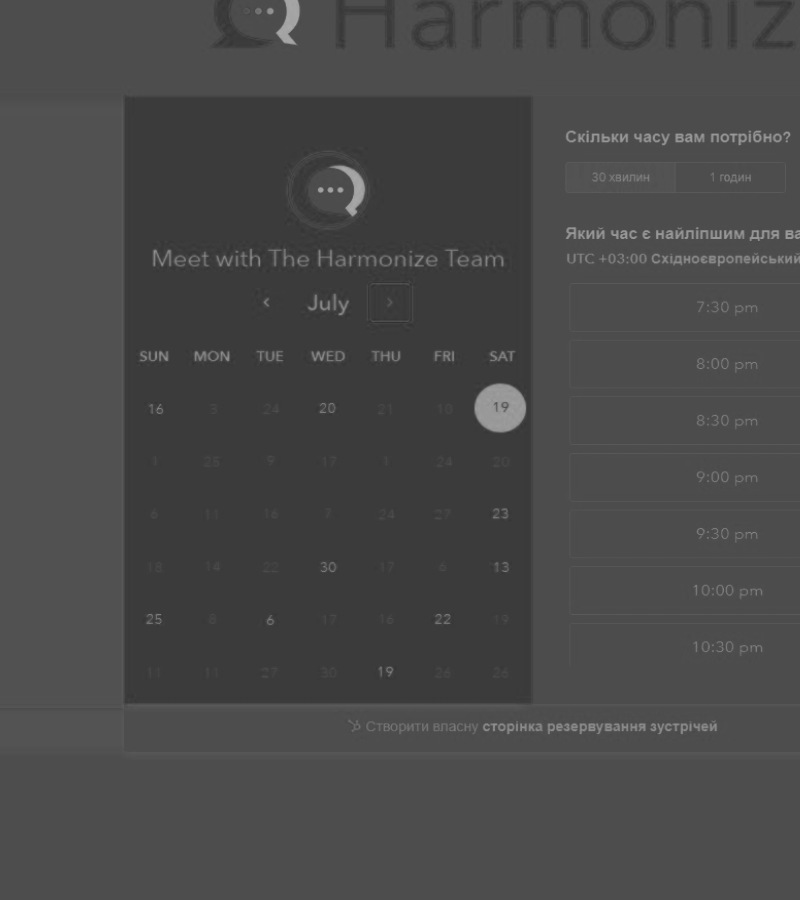 Harmoniz
Meet with The Harmonize Team
July
SUN MON TUE WED THU FRI SAT
16 3 24 20 21 10 19
1 25 9 17 1 24 20
6 11 16 7 24 27 23
18 14 22 30 17 6 13
25 8 6 17 16 22 19
11 11 27 30 19 26 26
Скільки часу вам потрібно?
30 хвилин 1 годин
Який час є найліпшим для ва
UTC +03:00 Східноєвропейський
7:30 pm
8:00 pm
8:30 pm
9:00 pm
9:30 pm
10:00 pm
10:30 pm
Створити власну сторінка резервування зустрічей